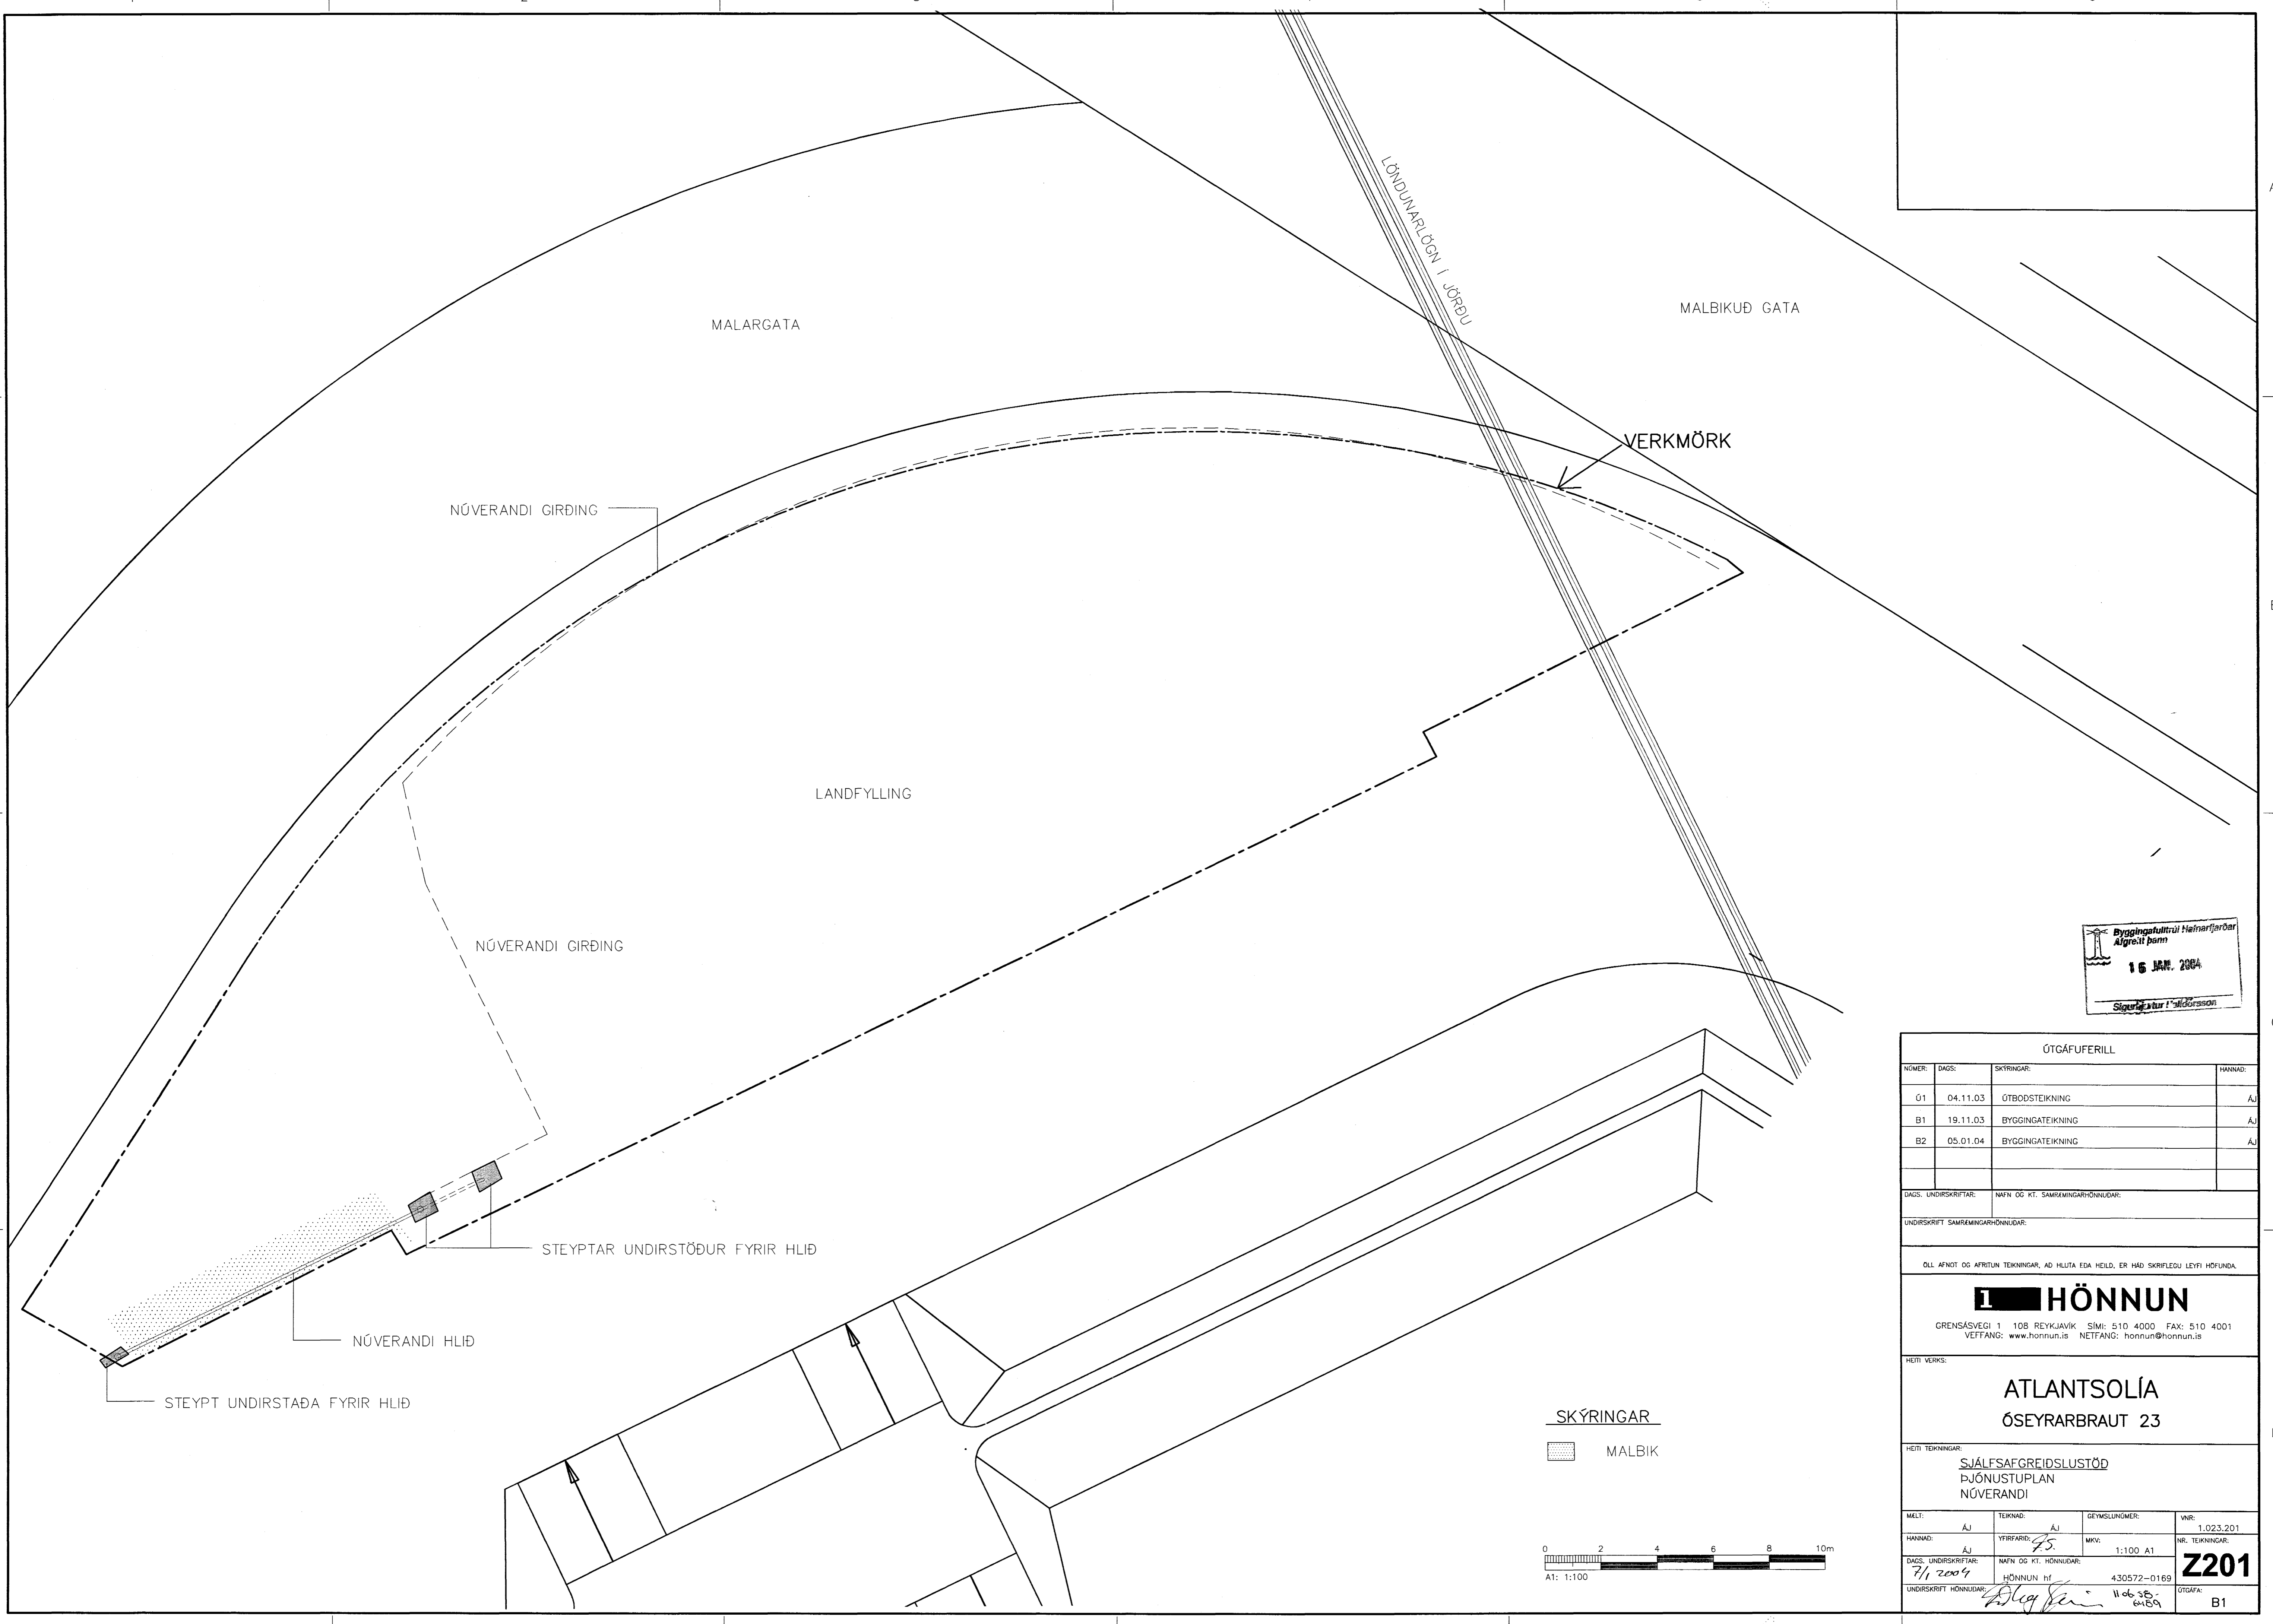 MALARGATA
LÖNDUNARLÖGN Í JÖRÐU
MALBIKUÐ GATA
VERKMÖRK
NÚVERANDI GIRÐING
LANDFYLLING
NÚVERANDI GIRÐING
STEYPTAR UNDIRSTÖÐUR FYRIR HLIÐ
NÚVERANDI HLIÐ
STEYPT UNDIRSTAÐA FYRIR HLIÐ
SKÝRINGAR
MALBIK
0 2 4 6 8 10m
A1: 1:100
Byggingafulltrúi Hafnarfjarðar
Afgreitt þann
16 JAN. 2004
ÚTGÁFUFERILL
NÚMER: DAGS: SKÝRINGAR: HANNAÐ:
Ú1 04.11.03 ÚTBOÐSTEIKNING ÁJ
B1 19.11.03 BYGGINGATEIKNING ÁJ
B2 05.01.04 BYGGINGATEIKNING ÁJ
DAGS. UNDIRSKRIFTAR: NAFN OG KT. SAMRÆMINGARHÖNNUÐAR:
UNDIRSKRIFT SAMRÆMINGARHÖNNUÐAR:
ÖLL AFNOT OG AFRITUN TEIKNINGAR, AÐ HLUTA EÐA HEILD, ER HÁÐ SKRIFLEGU LEYFI HÖFUNDA.
1 HÖNNUN
GRENSÁSVEGI 1 108 REYKJAVÍK SÍMI: 510 4000 FAX: 510 4001
VEFFANG: www.honnun.is NETFANG: honnun@honnun.is
HEITI VERKS:
ATLANTSOLÍA
ÓSEYRARBRAUT 23
HEITI TEIKNINGAR:
SJÁLFSAFGREIÐSLUSTÖÐ
ÞJÓNUSTUPLAN
NÚVERANDI
MÆLT: ÁJ TEIKNAÐ: ÁJ GEYMSLUNÚMER: VNR: 1.023.201
HANNAÐ: ÁJ YFIRFARIÐ: MKV: 1:100 A1 NR. TEIKNINGAR: Z201
DAGS. UNDIRSKRIFTAR: 7/1 2004 NAFN OG KT. HÖNNUÐAR: HÖNNUN hf 430572-0169
UNDIRSKRIFT HÖNNUÐAR: 110658-6489 ÚTGÁFA: B1